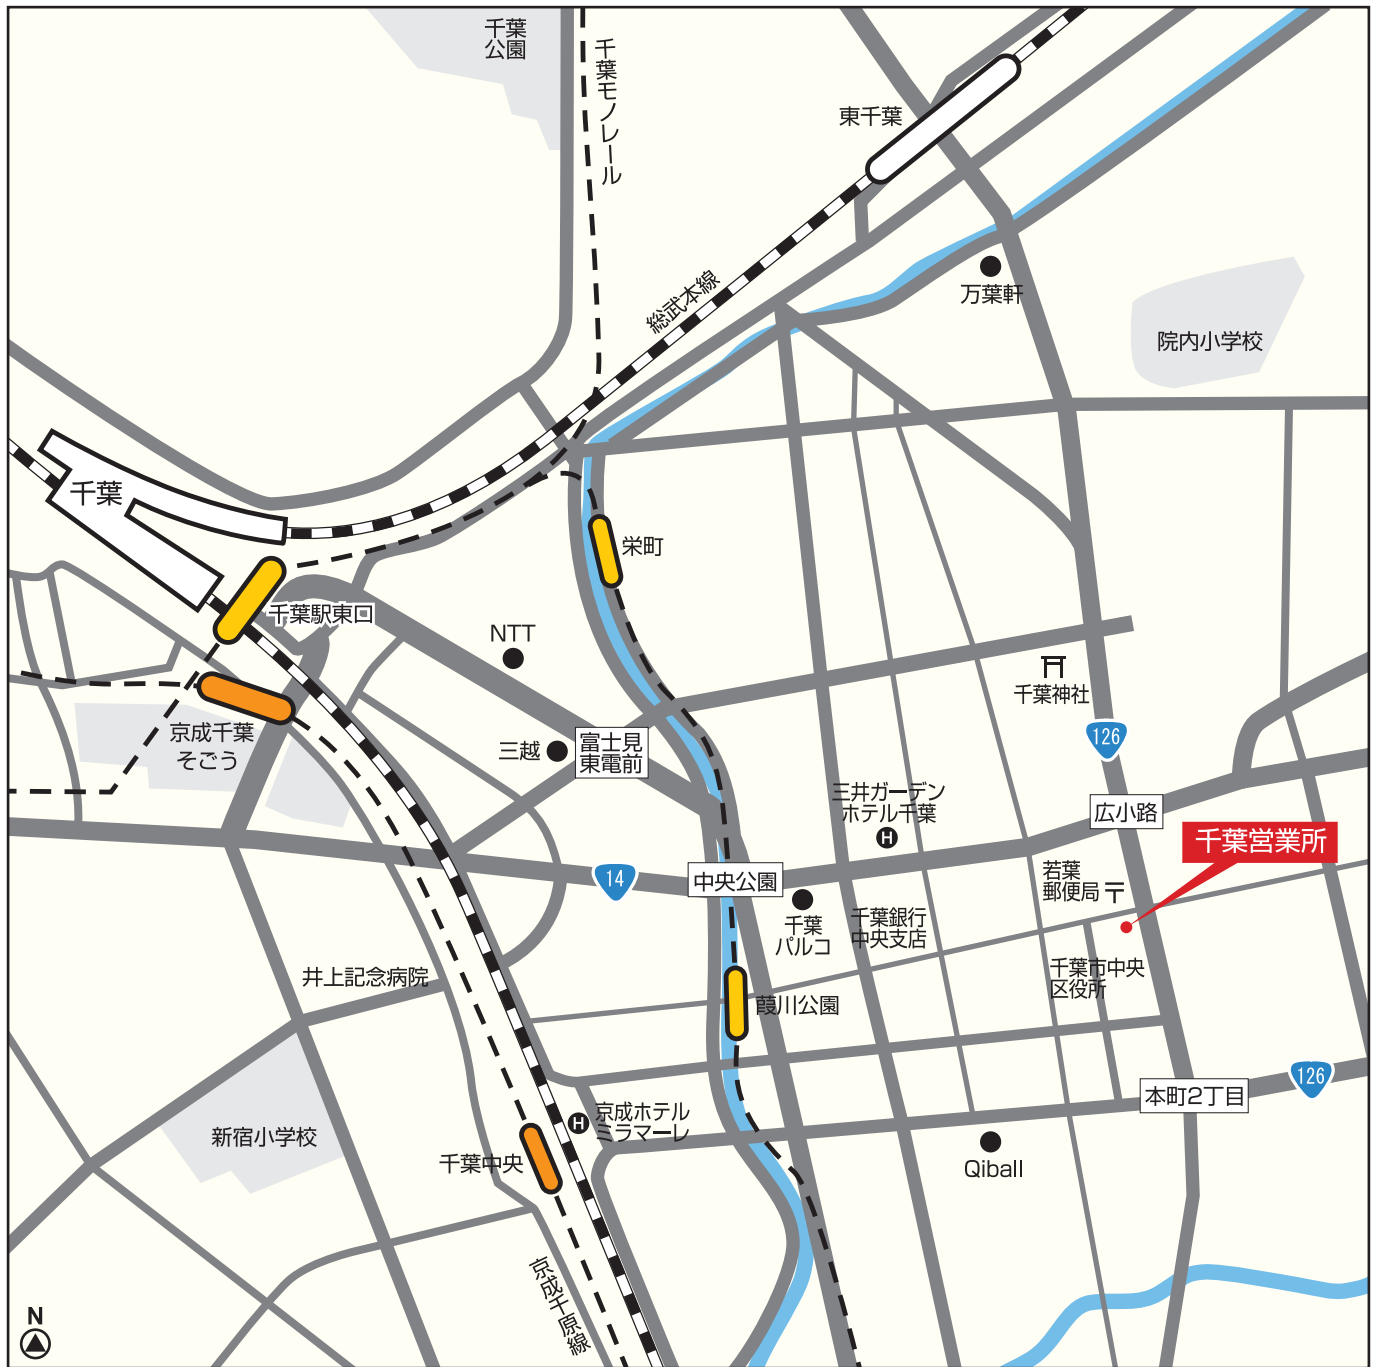 千葉
公園
千葉モノレール
東千葉
総武本線
万葉軒
院内小学校
千葉
栄町
千葉駅東口
NTT
千葉神社
京成千葉
そごう
三越
富士見
東電前
126
三井ガーデン
ホテル千葉
H
広小路
千葉営業所
14
中央公園
若葉
郵便局〒
千葉
パルコ
千葉銀行
中央支店
井上記念病院
千葉市中央
区役所
葭川公園
126
本町2丁目
新宿小学校
H
京成ホテル
ミラマーレ
千葉中央
Qiball
京成千原線
N